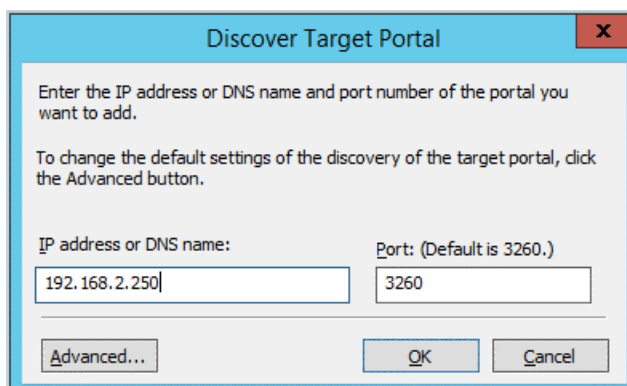 Discover Target Portal
x
Enter the IP address or DNS name and port number of the portal you
want to add.
To change the default settings of the discovery of the target portal, click
the Advanced button.
IP address or DNS name:
Port: (Default is 3260.)
192.168.2.250
3260
Advanced...
OK
Cancel